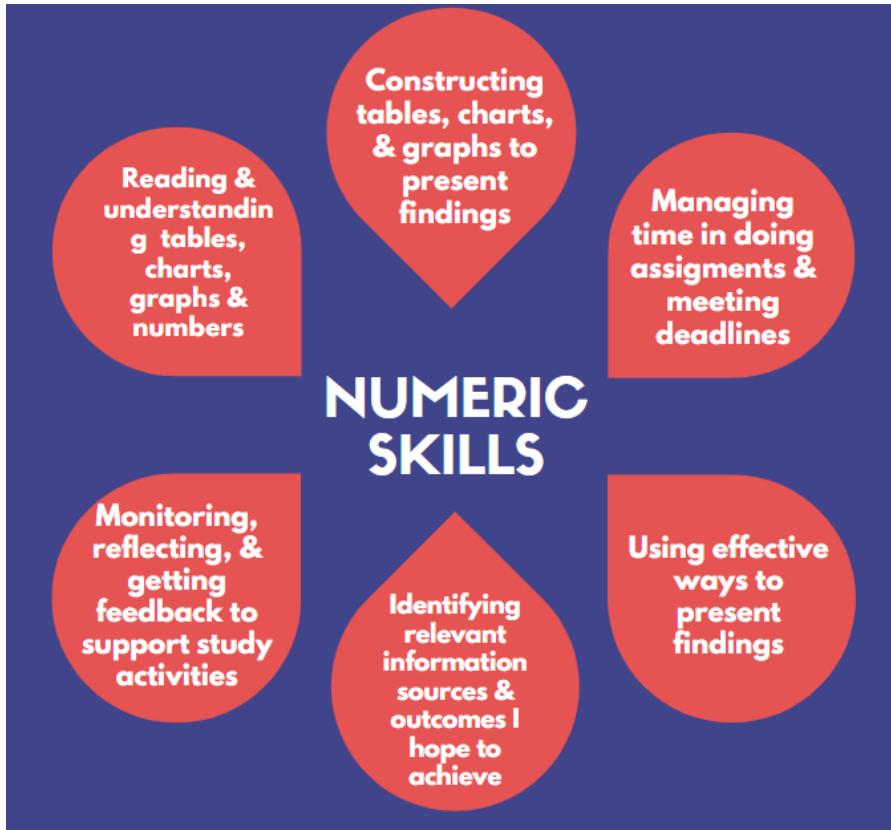 Constructing
tables, charts,
& graphs to
present
findings
Reading &
understandin
g tables,
charts,
graphs &
numbers
Managing
time in doing
assigments &
meeting
deadlines
NUMERIC
SKILLS
Monitoring,
reflecting, &
getting
feedback to
support study
activities
Identifying
relevant
information
sources &
outcomes I
hope to
achieve
Using effective
ways to
present
findings